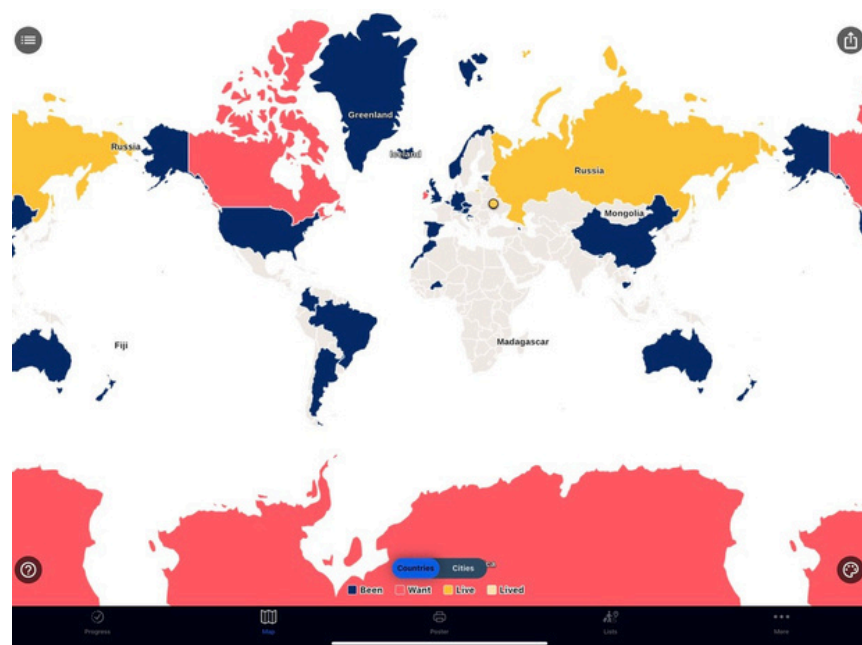 Greenland
Russia
Iceland
Russia
Mongolia
Fiji
Madagascar
Countries
Cities
Been
Want
Live
Lived
Progress
Map
Poster
Lists
More